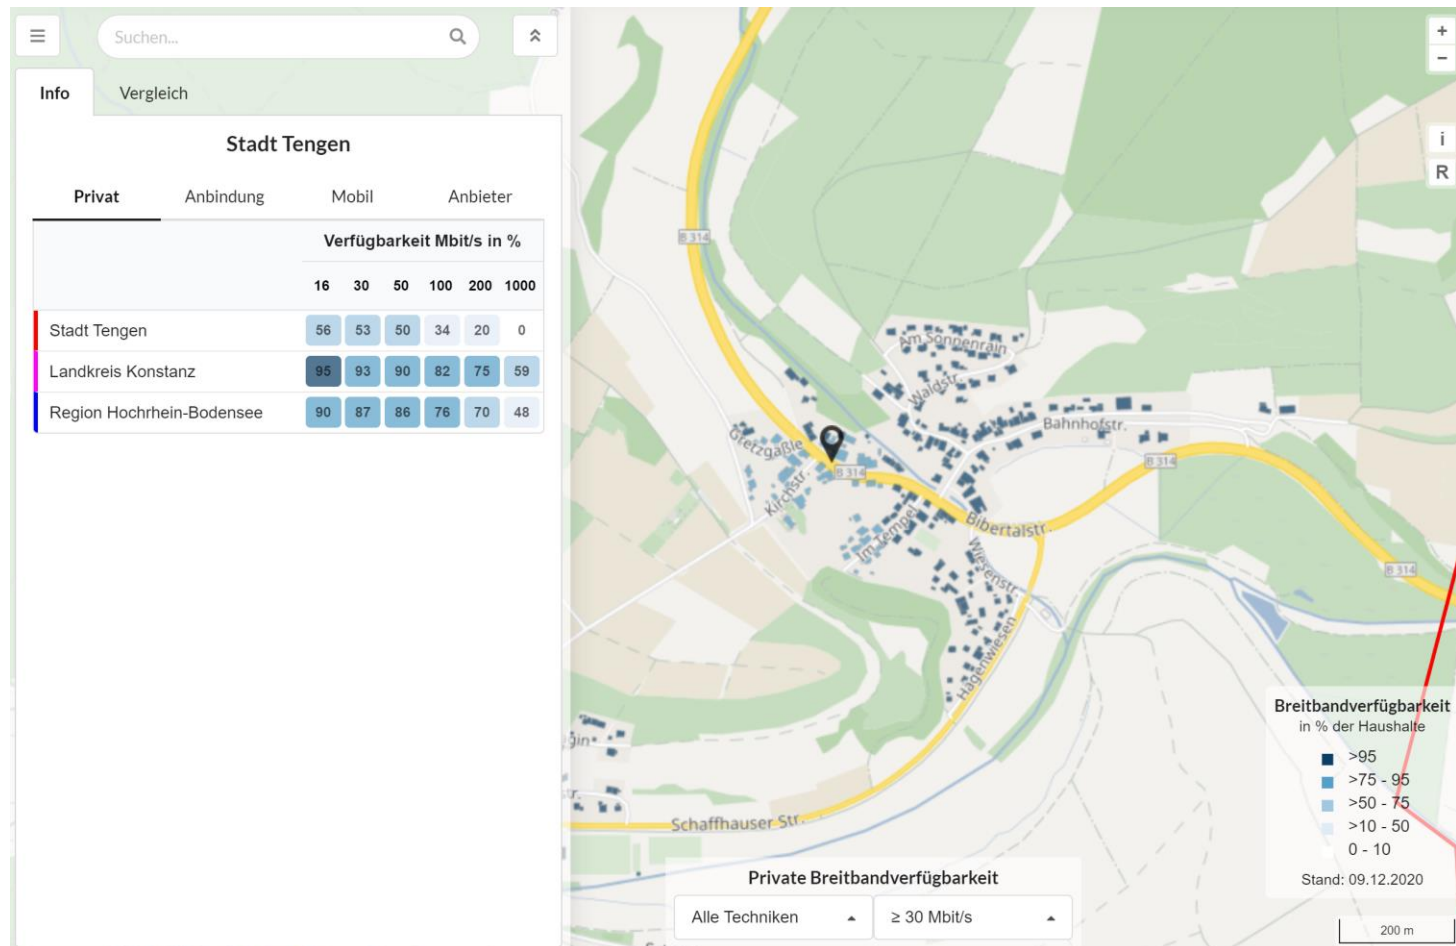 Suchen...
Info Vergleich
Stadt Tengen
Privat Anbindung Mobil Anbieter
Verfügbarkeit Mbit/s in %
16 30 50 100 200 1000
Stadt Tengen 56 53 50 34 20 0
Landkreis Konstanz 95 93 90 82 75 59
Region Hochrhein-Bodensee 90 87 86 76 70 48
+
−
i
R
B 314
Am Sonnenrain
Waldstr.
Bahnhofstr.
Gretzgäßle
B 314
B 314
Kirchstr.
Im Tempel
Bibertalstr.
Wiesenstr.
B 314
Hagenwiesen
Schaffhauser Str.
Breitbandverfügbarkeit
in % der Haushalte
>95
>75 - 95
>50 - 75
>10 - 50
0 - 10
Stand: 09.12.2020
Private Breitbandverfügbarkeit
Alle Techniken ≥ 30 Mbit/s
200 m